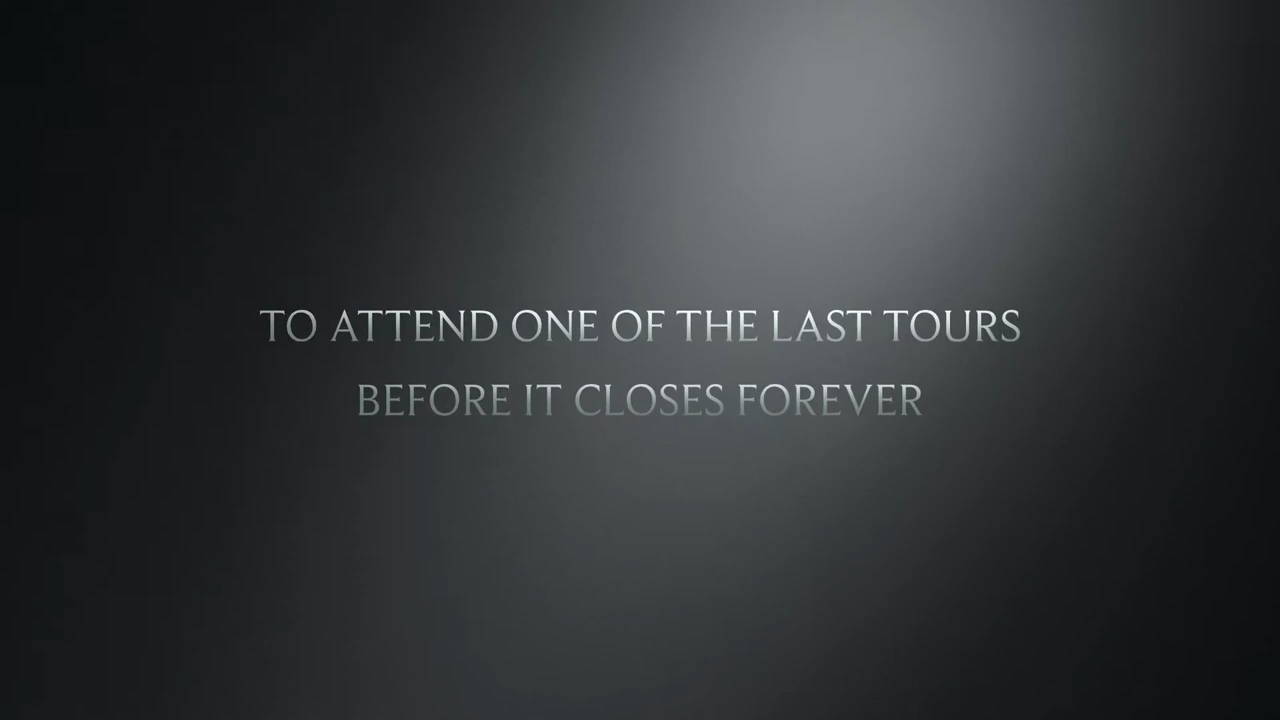 TO ATTEND ONE OF THE LAST TOURS
BEFORE IT CLOSES FOREVER